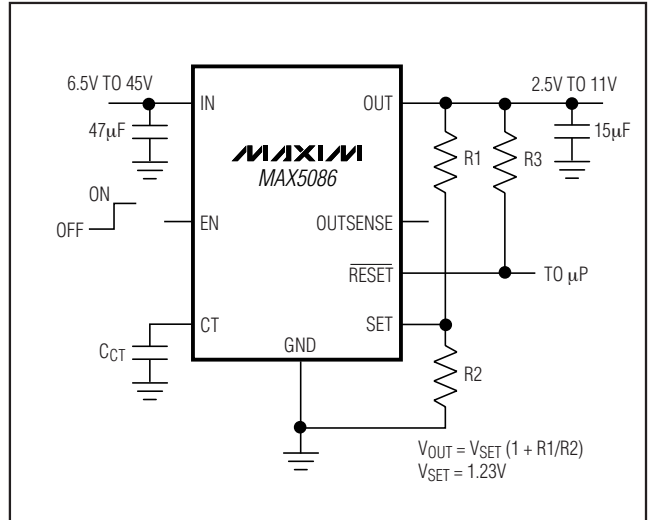 6.5V TO 45V
IN
OUT
2.5V TO 11V
47μF
15μF
MAXIM
MAX5086
R1
R3
ON
OFF
EN
OUTSENSE
RESET
TO μP
CT
SET
GND
CCT
R2
VOUT = VSET (1 + R1/R2)
VSET = 1.23V